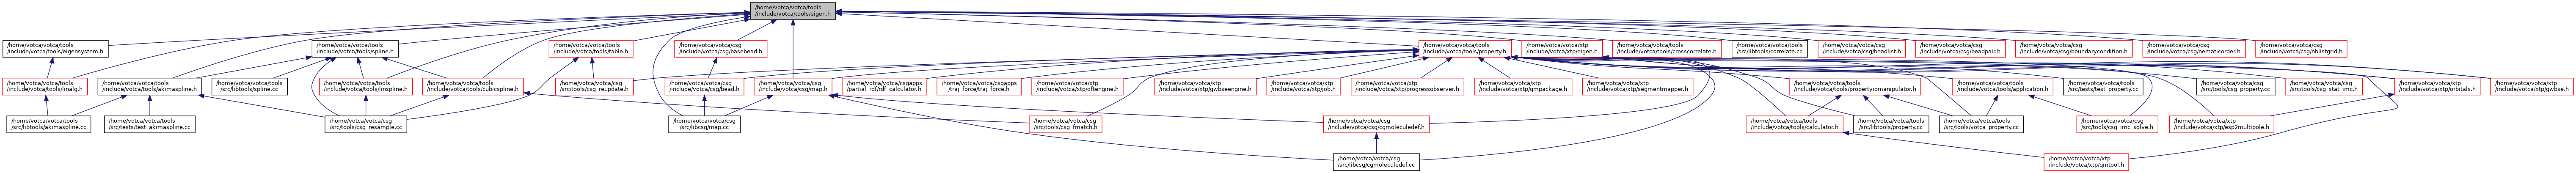 /home/votca/votca/tools
/include/votca/tools/eigen.h
/home/votca/votca/tools
/include/votca/tools/eigensystem.h
/home/votca/votca/tools
/include/votca/tools/spline.h
/home/votca/votca/tools
/include/votca/tools/table.h
/home/votca/votca/csg
/include/votca/csg/basebead.h
/home/votca/votca/tools
/include/votca/tools/property.h
/home/votca/votca/xtp
/include/votca/xtp/eigen.h
/home/votca/votca/tools
/include/votca/tools/crosscorrelate.h
/home/votca/votca/tools
/src/libtools/correlate.cc
/home/votca/votca/csg
/include/votca/csg/beadlist.h
/home/votca/votca/csg
/include/votca/csg/beadpair.h
/home/votca/votca/csg
/include/votca/csg/boundarycondition.h
/home/votca/votca/csg
/include/votca/csg/nematicorder.h
/home/votca/votca/csg
/include/votca/csg/nblistgrid.h
/home/votca/votca/tools
/include/votca/tools/linalg.h
/home/votca/votca/tools
/include/votca/tools/akimaspline.h
/home/votca/votca/tools
/src/libtools/spline.cc
/home/votca/votca/tools
/include/votca/tools/linspline.h
/home/votca/votca/tools
/include/votca/tools/cubicspline.h
/home/votca/votca/csg
/src/tools/csg_reupdate.h
/home/votca/votca/csg
/include/votca/csg/bead.h
/home/votca/votca/csg
/include/votca/csg/map.h
/home/votca/votca/csgapps
/partial_rdf/rdf_calculator.h
/home/votca/votca/csgapps
/traj_force/traj_force.h
/home/votca/votca/xtp
/include/votca/xtp/dftengine.h
/home/votca/votca/xtp
/include/votca/xtp/gwbseengine.h
/home/votca/votca/xtp
/include/votca/xtp/job.h
/home/votca/votca/xtp
/include/votca/xtp/progressobserver.h
/home/votca/votca/xtp
/include/votca/xtp/qmpackage.h
/home/votca/votca/xtp
/include/votca/xtp/segmentmapper.h
/home/votca/votca/tools
/include/votca/tools/propertyiomanipulator.h
/home/votca/votca/tools
/include/votca/tools/application.h
/home/votca/votca/tools
/src/tests/test_property.cc
/home/votca/votca/csg
/src/tools/csg_property.cc
/home/votca/votca/csg
/src/tools/csg_stat_imc.h
/home/votca/votca/xtp
/include/votca/xtp/orbitals.h
/home/votca/votca/xtp
/include/votca/xtp/gwbse.h
/home/votca/votca/tools
/src/libtools/akimaspline.cc
/home/votca/votca/tools
/src/tests/test_akimaspline.cc
/home/votca/votca/csg
/src/tools/csg_resample.cc
/home/votca/votca/csg
/src/libcsg/map.cc
/home/votca/votca/csg
/src/tools/csg_fmatch.h
/home/votca/votca/csg
/include/votca/csg/cgmoleculedef.h
/home/votca/votca/tools
/include/votca/tools/calculator.h
/home/votca/votca/tools
/src/libtools/property.cc
/home/votca/votca/tools
/src/tools/votca_property.cc
/home/votca/votca/csg
/src/tools/csg_imc_solve.h
/home/votca/votca/xtp
/include/votca/xtp/esp2multipole.h
/home/votca/votca/csg
/src/libcsg/cgmoleculedef.cc
/home/votca/votca/xtp
/include/votca/xtp/qmtool.h